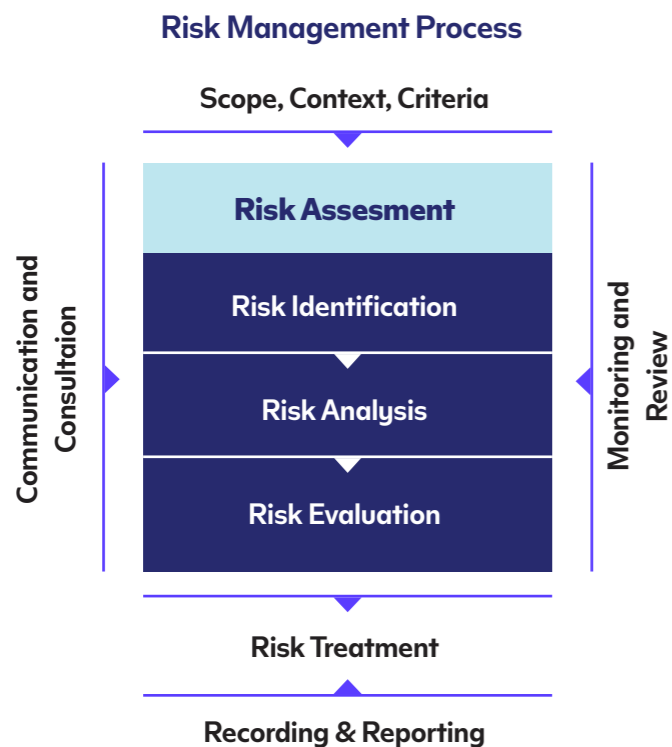 Risk Management Process
Scope, Context, Criteria
Risk Assesment
Risk Identification
Risk Analysis
Risk Evaluation
Communication and
Consultaion
Monitoring and
Review
Risk Treatment
Recording & Reporting